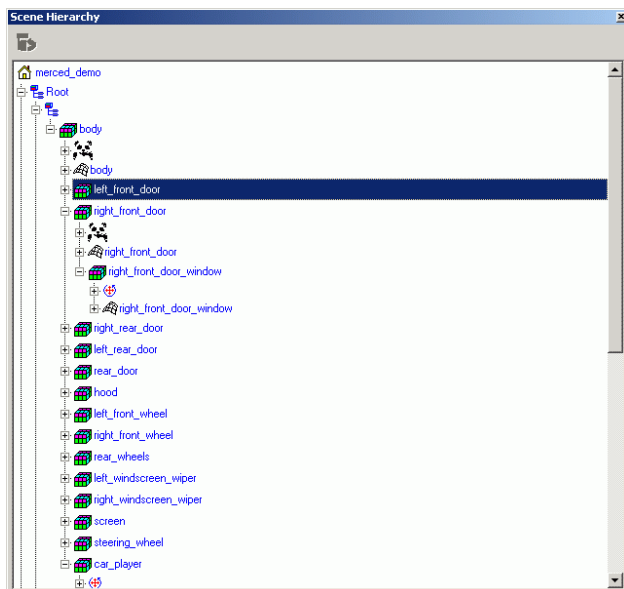 Scene Hierarchy
merced_demo
Root
body
body
left_front_door
right_front_door
right_front_door
right_front_door_window
right_front_door_window
right_rear_door
left_rear_door
rear_door
hood
left_front_wheel
right_front_wheel
rear_wheels
left_windscreen_wiper
right_windscreen_wiper
screen
steering_wheel
car_player